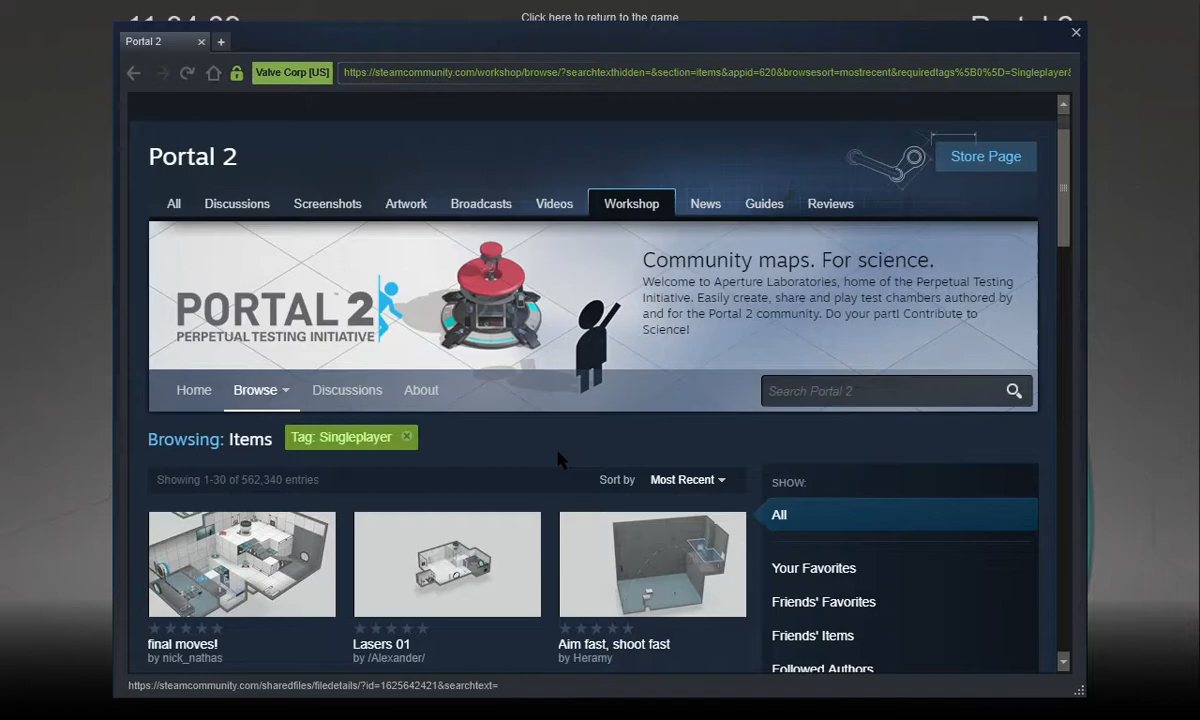 Click here to return to the game
Portal 2
Valve Corp [US]
https://steamcommunity.com/workshop/browse/?searchtexthidden=&section=items&appid=620&browsesort=mostrecent&requiredtags%5B0%5D=Singleplayer&
Portal 2
Store Page
All Discussions Screenshots Artwork Broadcasts Videos Workshop News Guides Reviews
PORTAL 2
PERPETUAL TESTING INITIATIVE
Community maps. For science.
Welcome to Aperture Laboratories, home of the Perpetual Testing
Initiative. Easily create, share and play test chambers authored by
and for the Portal 2 community. Do your part! Contribute to
Science!
Home Browse Discussions About
Search Portal 2
Browsing: Items Tag: Singleplayer
Showing 1-30 of 562,340 entries
Sort by Most Recent
SHOW:
All
Your Favorites
Friends' Favorites
Friends' Items
Followed Authors
final moves!
by nick_nathas
Lasers 01
by /Alexander/
Aim fast, shoot fast
by Heramy
https://steamcommunity.com/sharedfiles/filedetails/?id=1625642421&searchtext=